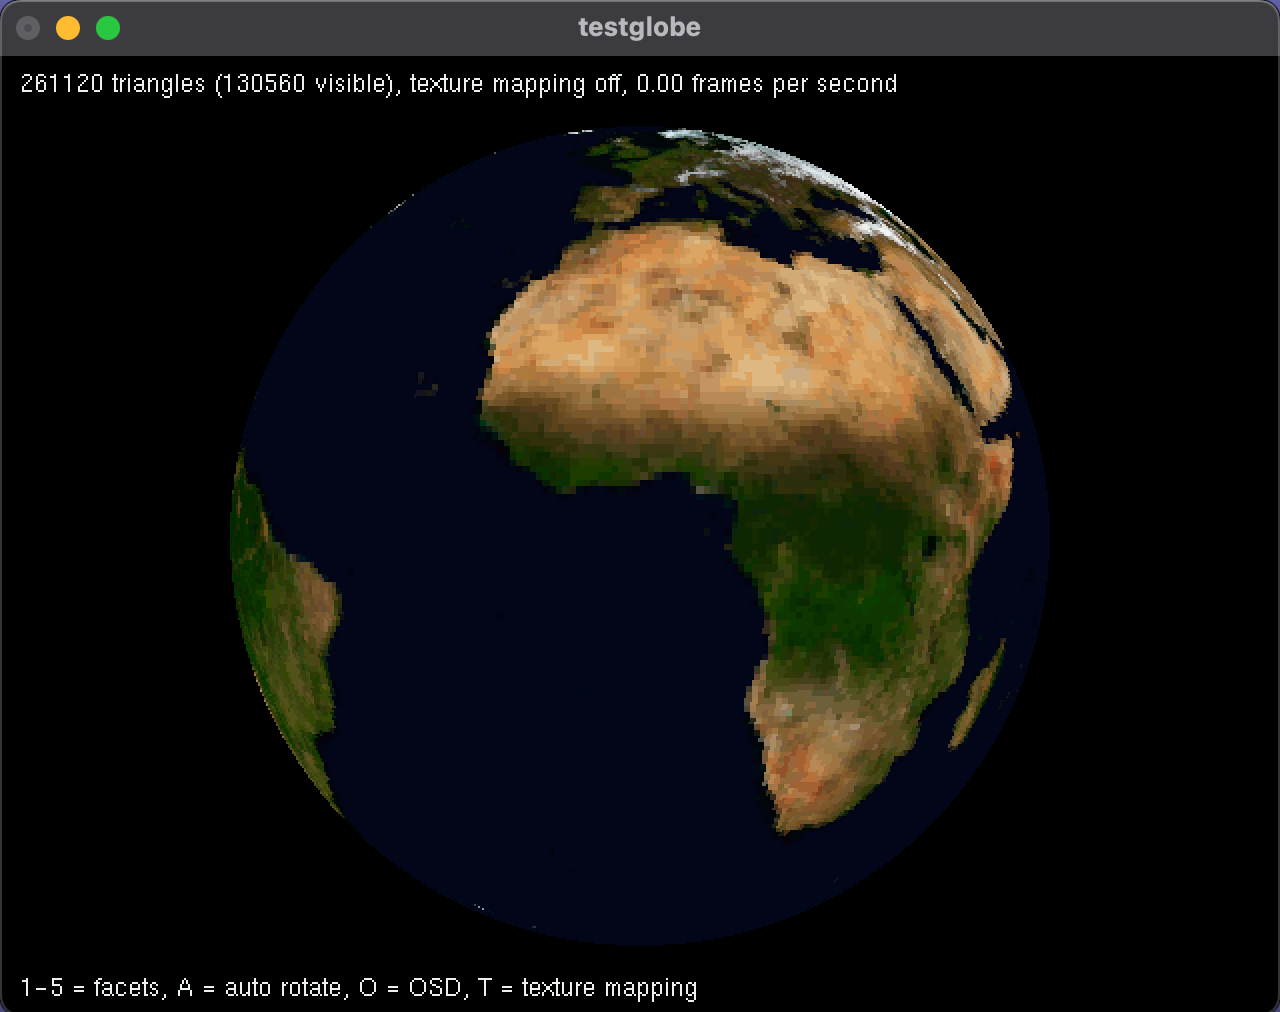 testglobe
261120 triangles (130560 visible), texture mapping off, 0.00 frames per second
1-5 = facets, A = auto rotate, O = OSD, T = texture mapping